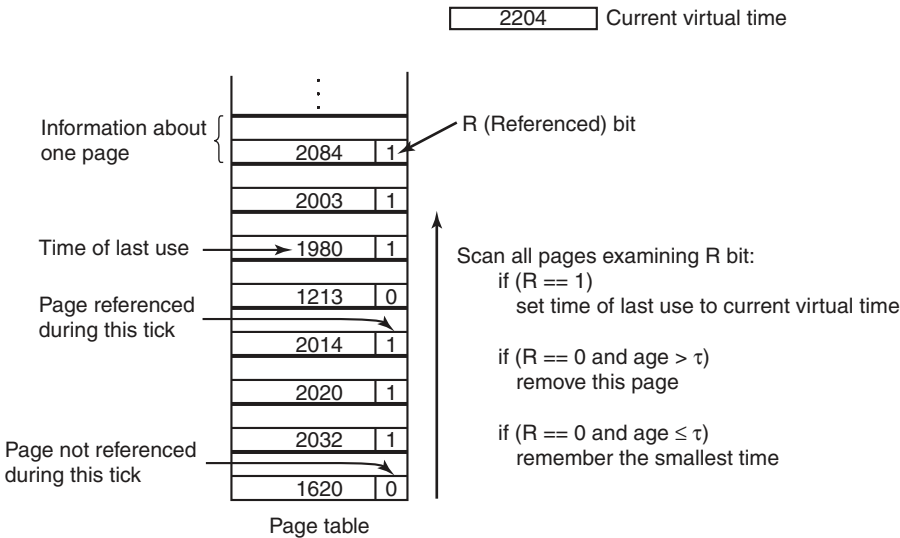 2204 Current virtual time
Information about
one page
R (Referenced) bit
2084 1
2003 1
Time of last use
1980 1
1213 0
Page referenced
during this tick
2014 1
2020 1
2032 1
Page not referenced
during this tick
1620 0
Page table
Scan all pages examining R bit:
if (R == 1)
set time of last use to current virtual time
if (R == 0 and age > τ)
remove this page
if (R == 0 and age ≤ τ)
remember the smallest time